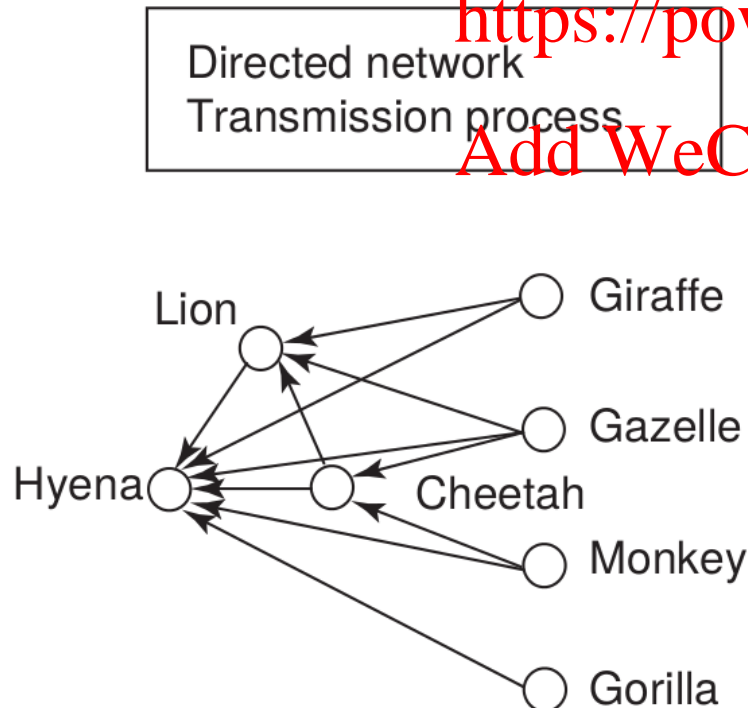 https://pov
Directed network
Transmission process
Add WeC
Lion
Giraffe
Gazelle
Hyena
Cheetah
Monkey
Gorilla